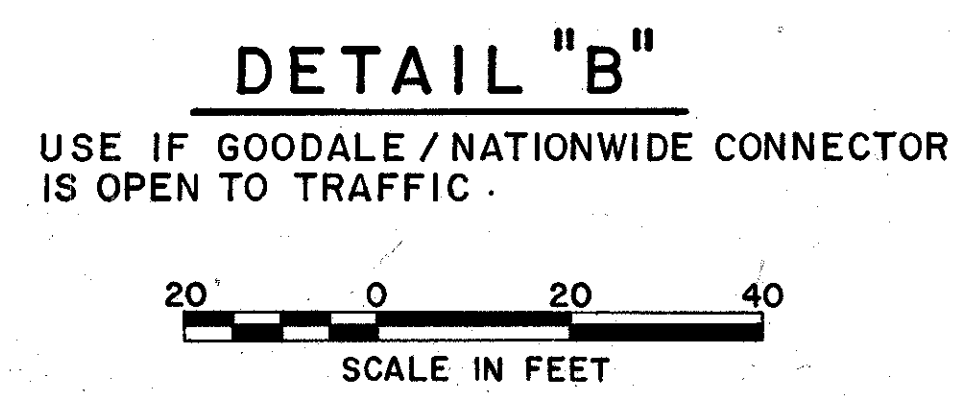 DETAIL "B"
USE IF GOODALE / NATIONWIDE CONNECTOR
IS OPEN TO TRAFFIC.
20 0 20 40
SCALE IN FEET